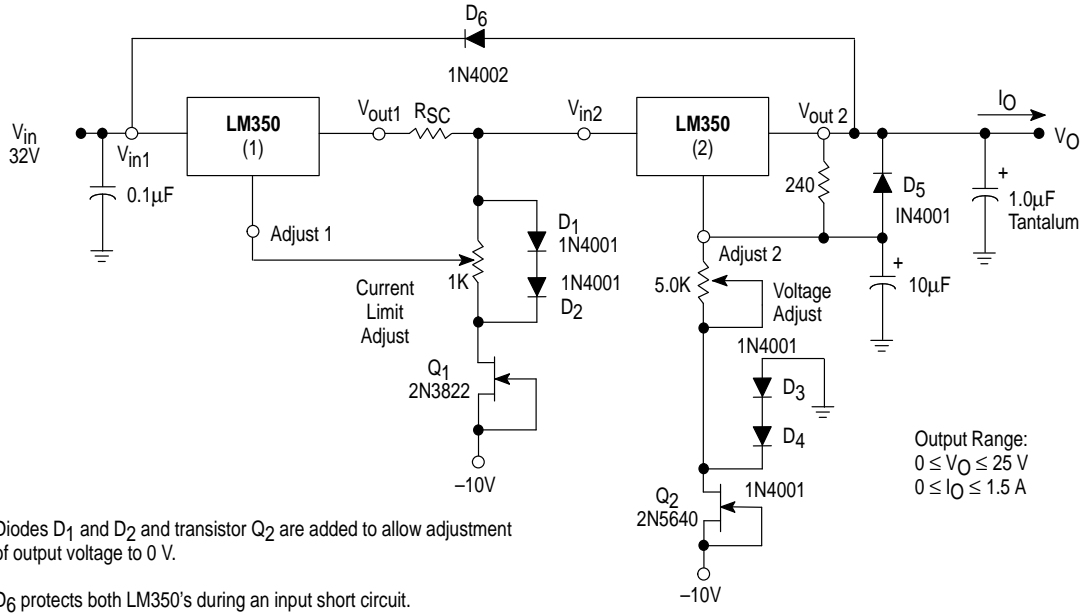 D6
1N4002
Vin
32V
Vin1
0.1μF
LM350
(1)
Vout1
RSC
Vin2
LM350
(2)
Vout 2
IO
VO
Adjust 1
1K
Current
Limit
Adjust
D1
1N4001
1N4001
D2
Q1
2N3822
–10V
240
D5
IN4001
+
1.0μF
Tantalum
Adjust 2
5.0K
Voltage
Adjust
+
10μF
1N4001
D3
D4
1N4001
Q2
2N5640
–10V
Output Range:
0 ≤ VO ≤ 25 V
0 ≤ IO ≤ 1.5 A
Diodes D1 and D2 and transistor Q2 are added to allow adjustment
of output voltage to 0 V.
D6 protects both LM350's during an input short circuit.